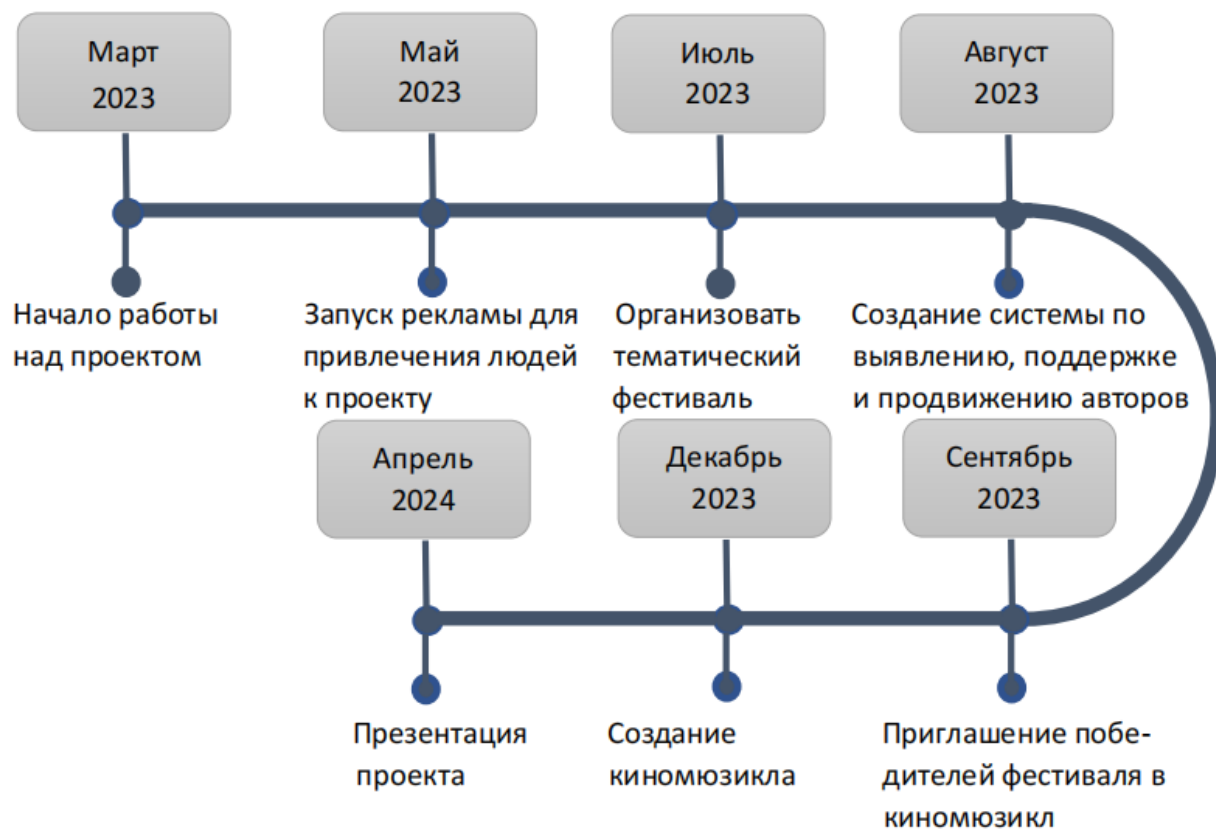 Март
2023
Май
2023
Июль
2023
Август
2023
Начало работы
над проектом
Запуск рекламы для
привлечения людей
к проекту
Организовать
тематический
фестиваль
Создание системы по
выявлению, поддержке
и продвижению авторов
Сентябрь
2023
Декабрь
2023
Апрель
2024
Приглашение побе-
дителей фестиваля в
киномюзикл
Создание
киномюзикла
Презентация
проекта